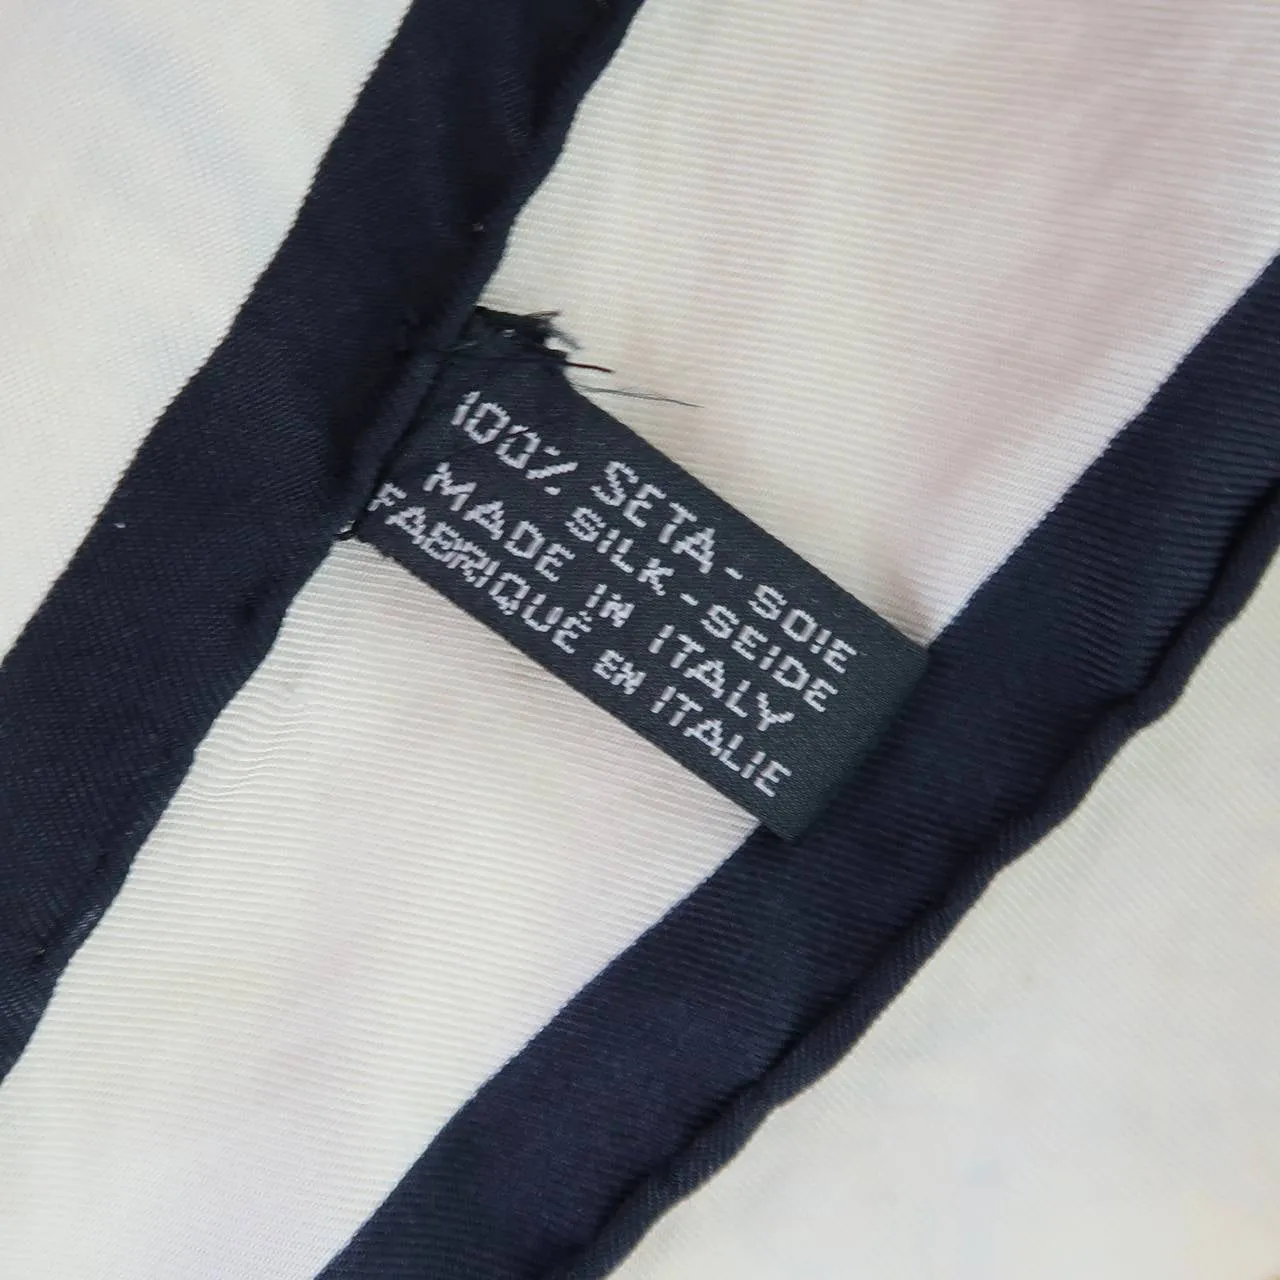 100% SETA-SOIE
SILK-SEIDE
MADE IN ITALY
FABRIQUÉ EN ITALIE